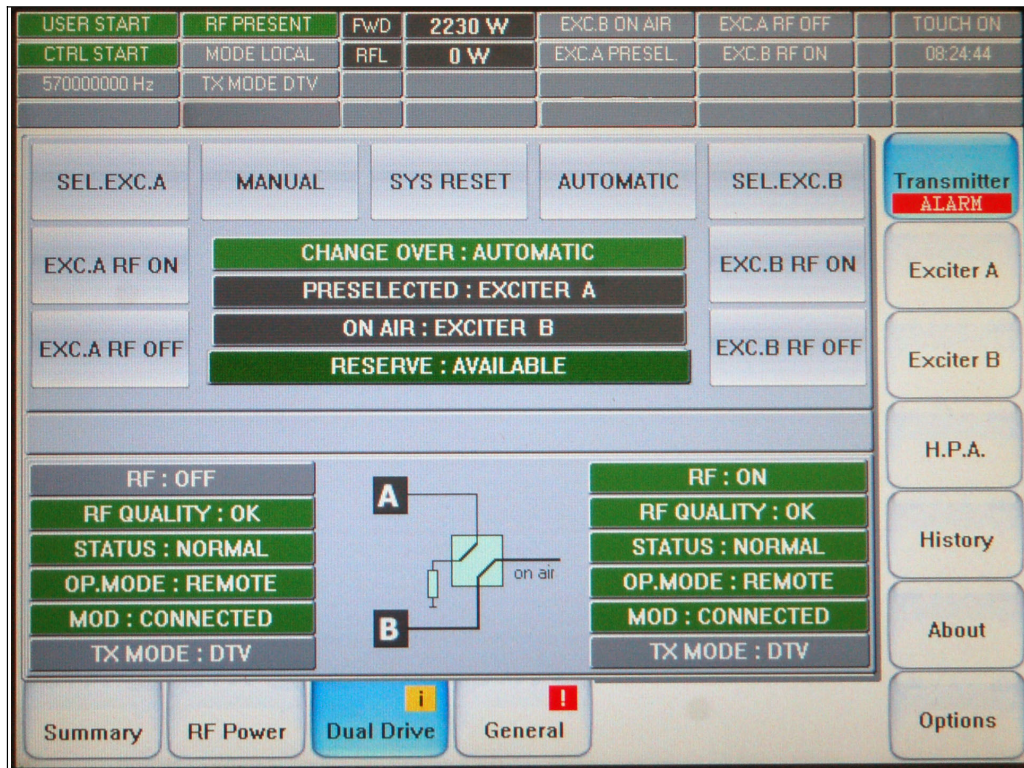 USER START RF PRESENT FWD 2230 W EXC.B ON AIR EXC.A RF OFF TOUCH ON
CTRL START MODE LOCAL RFL 0 W EXC.A PRESEL. EXC.B RF ON 08:24:44
570000000 Hz TX MODE DTV
SEL.EXC.A MANUAL SYS RESET AUTOMATIC SEL.EXC.B
EXC.A RF ON
CHANGE OVER : AUTOMATIC
PRESELECTED : EXCITER A
ON AIR : EXCITER B
RESERVE : AVAILABLE
EXC.B RF ON
EXC.A RF OFF
EXC.B RF OFF
Transmitter
ALARM
Exciter A
Exciter B
H.P.A.
History
About
Options
RF : OFF
RF QUALITY : OK
STATUS : NORMAL
OP.MODE : REMOTE
MOD : CONNECTED
TX MODE : DTV
A
on air
B
RF : ON
RF QUALITY : OK
STATUS : NORMAL
OP.MODE : REMOTE
MOD : CONNECTED
TX MODE : DTV
Summary RF Power
i
Dual Drive
!
General